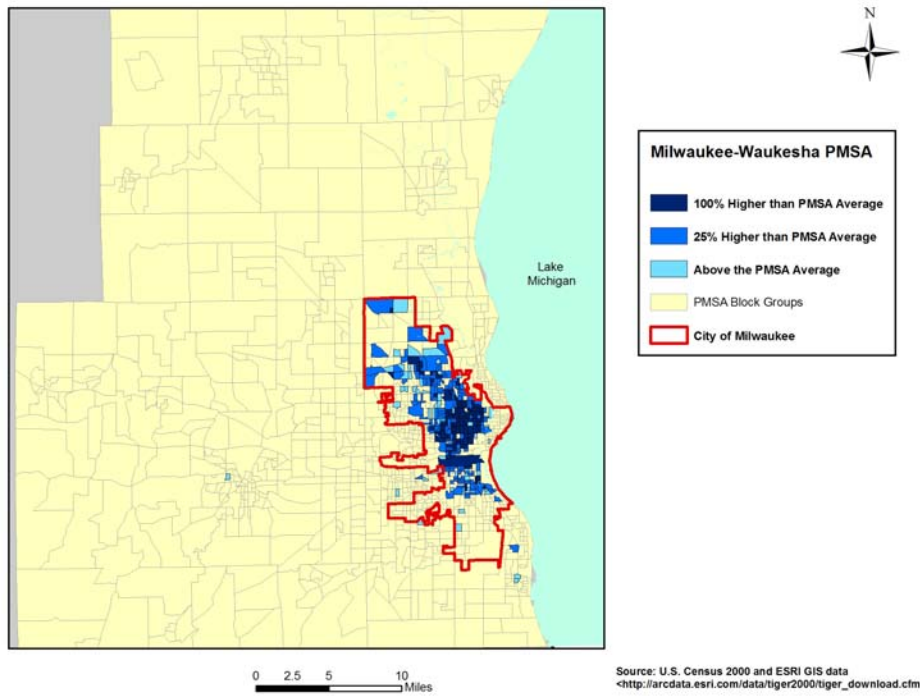 N
Milwaukee-Waukesha PMSA
100% Higher than PMSA Average
25% Higher than PMSA Average
Above the PMSA Average
PMSA Block Groups
City of Milwaukee
Lake
Michigan
0 2.5 5 10
Miles
Source: U.S. Census 2000 and ESRI GIS data
<http://arcdata.esri.com/data/tiger2000/tiger_download.cfm